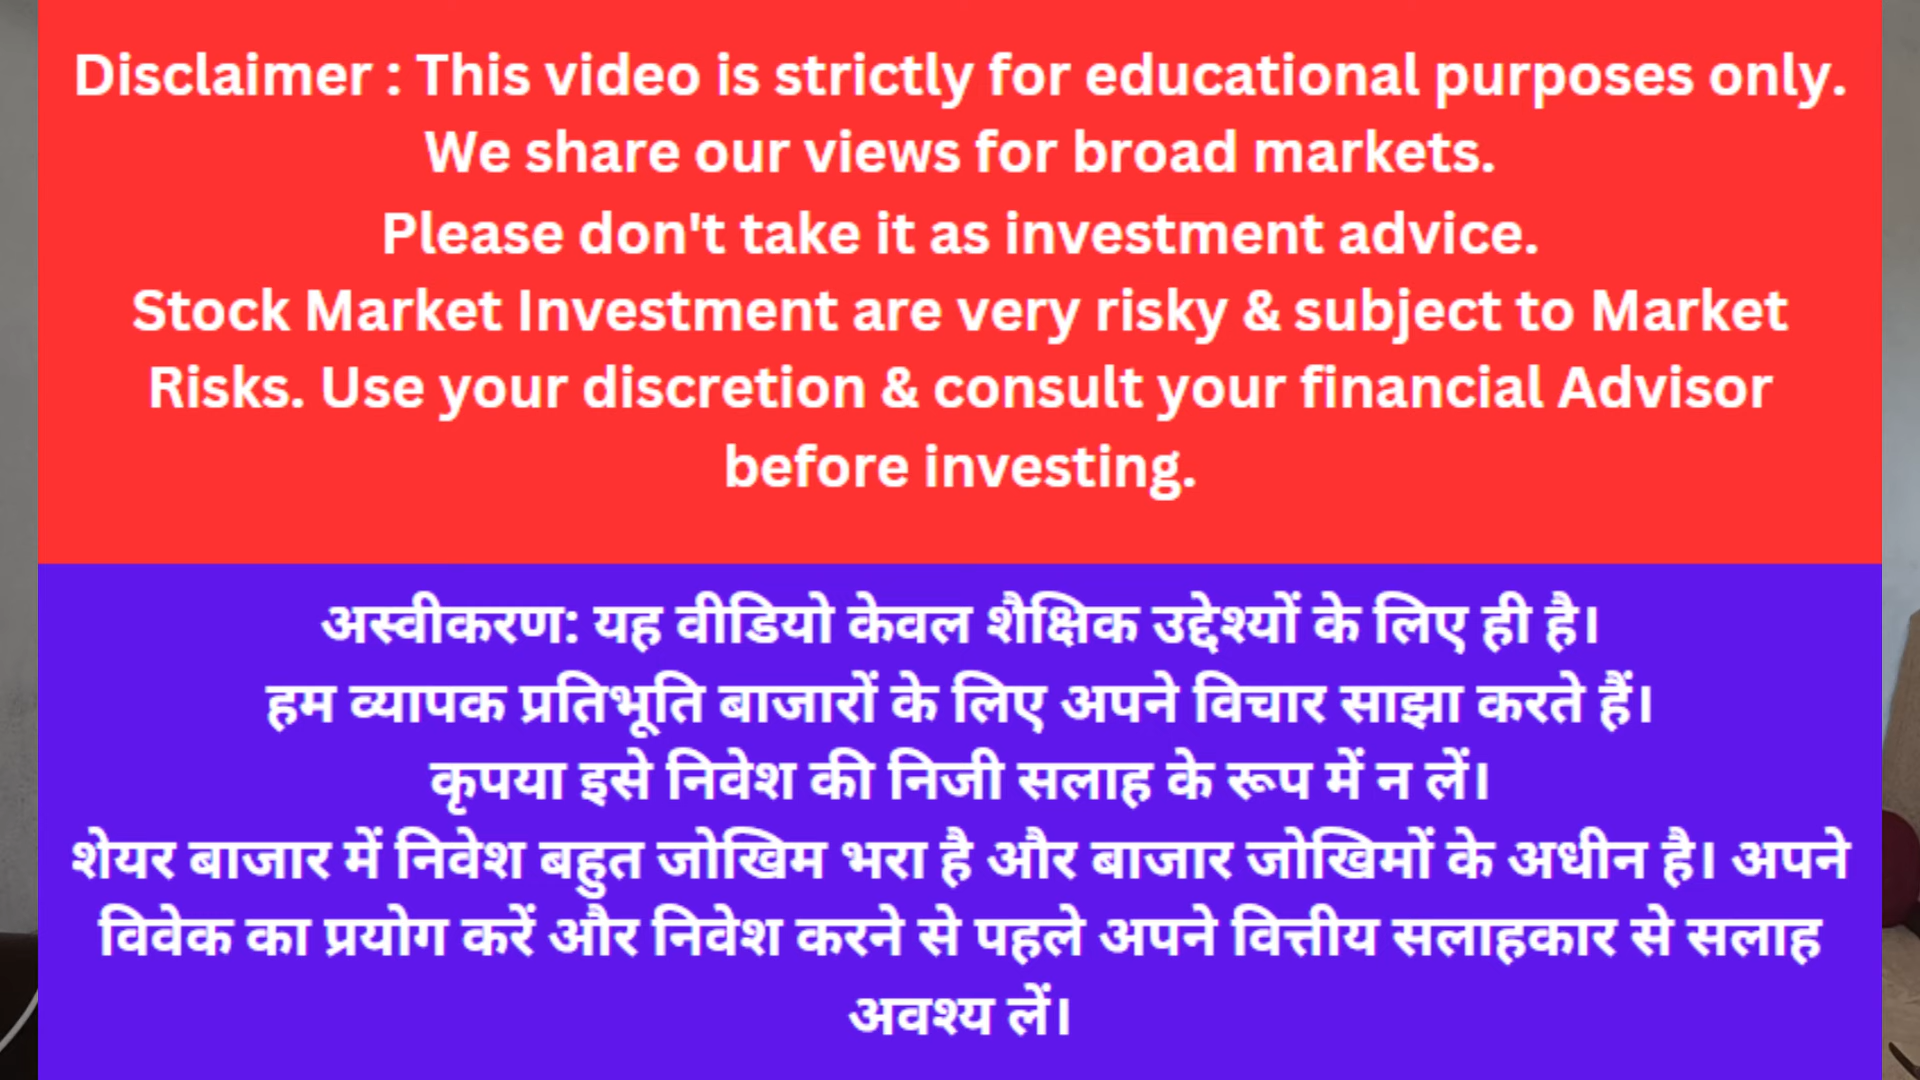 Disclaimer : This video is strictly for educational purposes only.
We share our views for broad markets.
Please don't take it as investment advice.
Stock Market Investment are very risky & subject to Market
Risks. Use your discretion & consult your financial Advisor
before investing.
अस्वीकरण: यह वीडियो केवल शैक्षिक उद्देश्यों के लिए ही है।
हम व्यापक प्रतिभूति बाजारों के लिए अपने विचार साझा करते हैं।
कृपया इसे निवेश की निजी सलाह के रूप में न लें।
शेयर बाजार में निवेश बहुत जोखिम भरा है और बाजार जोखिमों के अधीन है। अपने
विवेक का प्रयोग करें और निवेश करने से पहले अपने वित्तीय सलाहकार से सलाह
अवश्य लें।